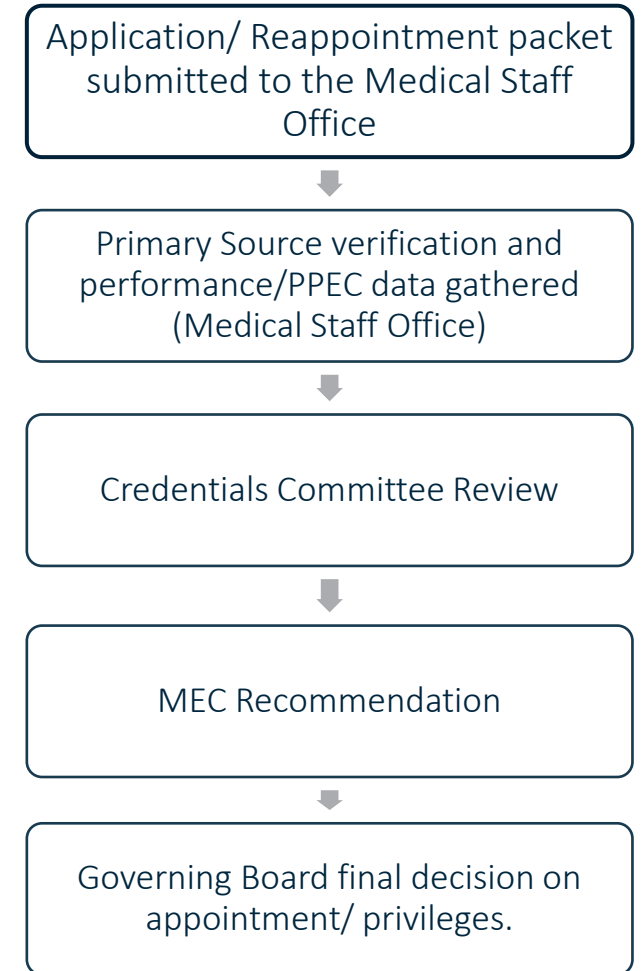 Application/ Reappointment packet
submitted to the Medical Staff
Office
Primary Source verification and
performance/PPEC data gathered
(Medical Staff Office)
Credentials Committee Review
MEC Recommendation
Governing Board final decision on
appointment/ privileges.